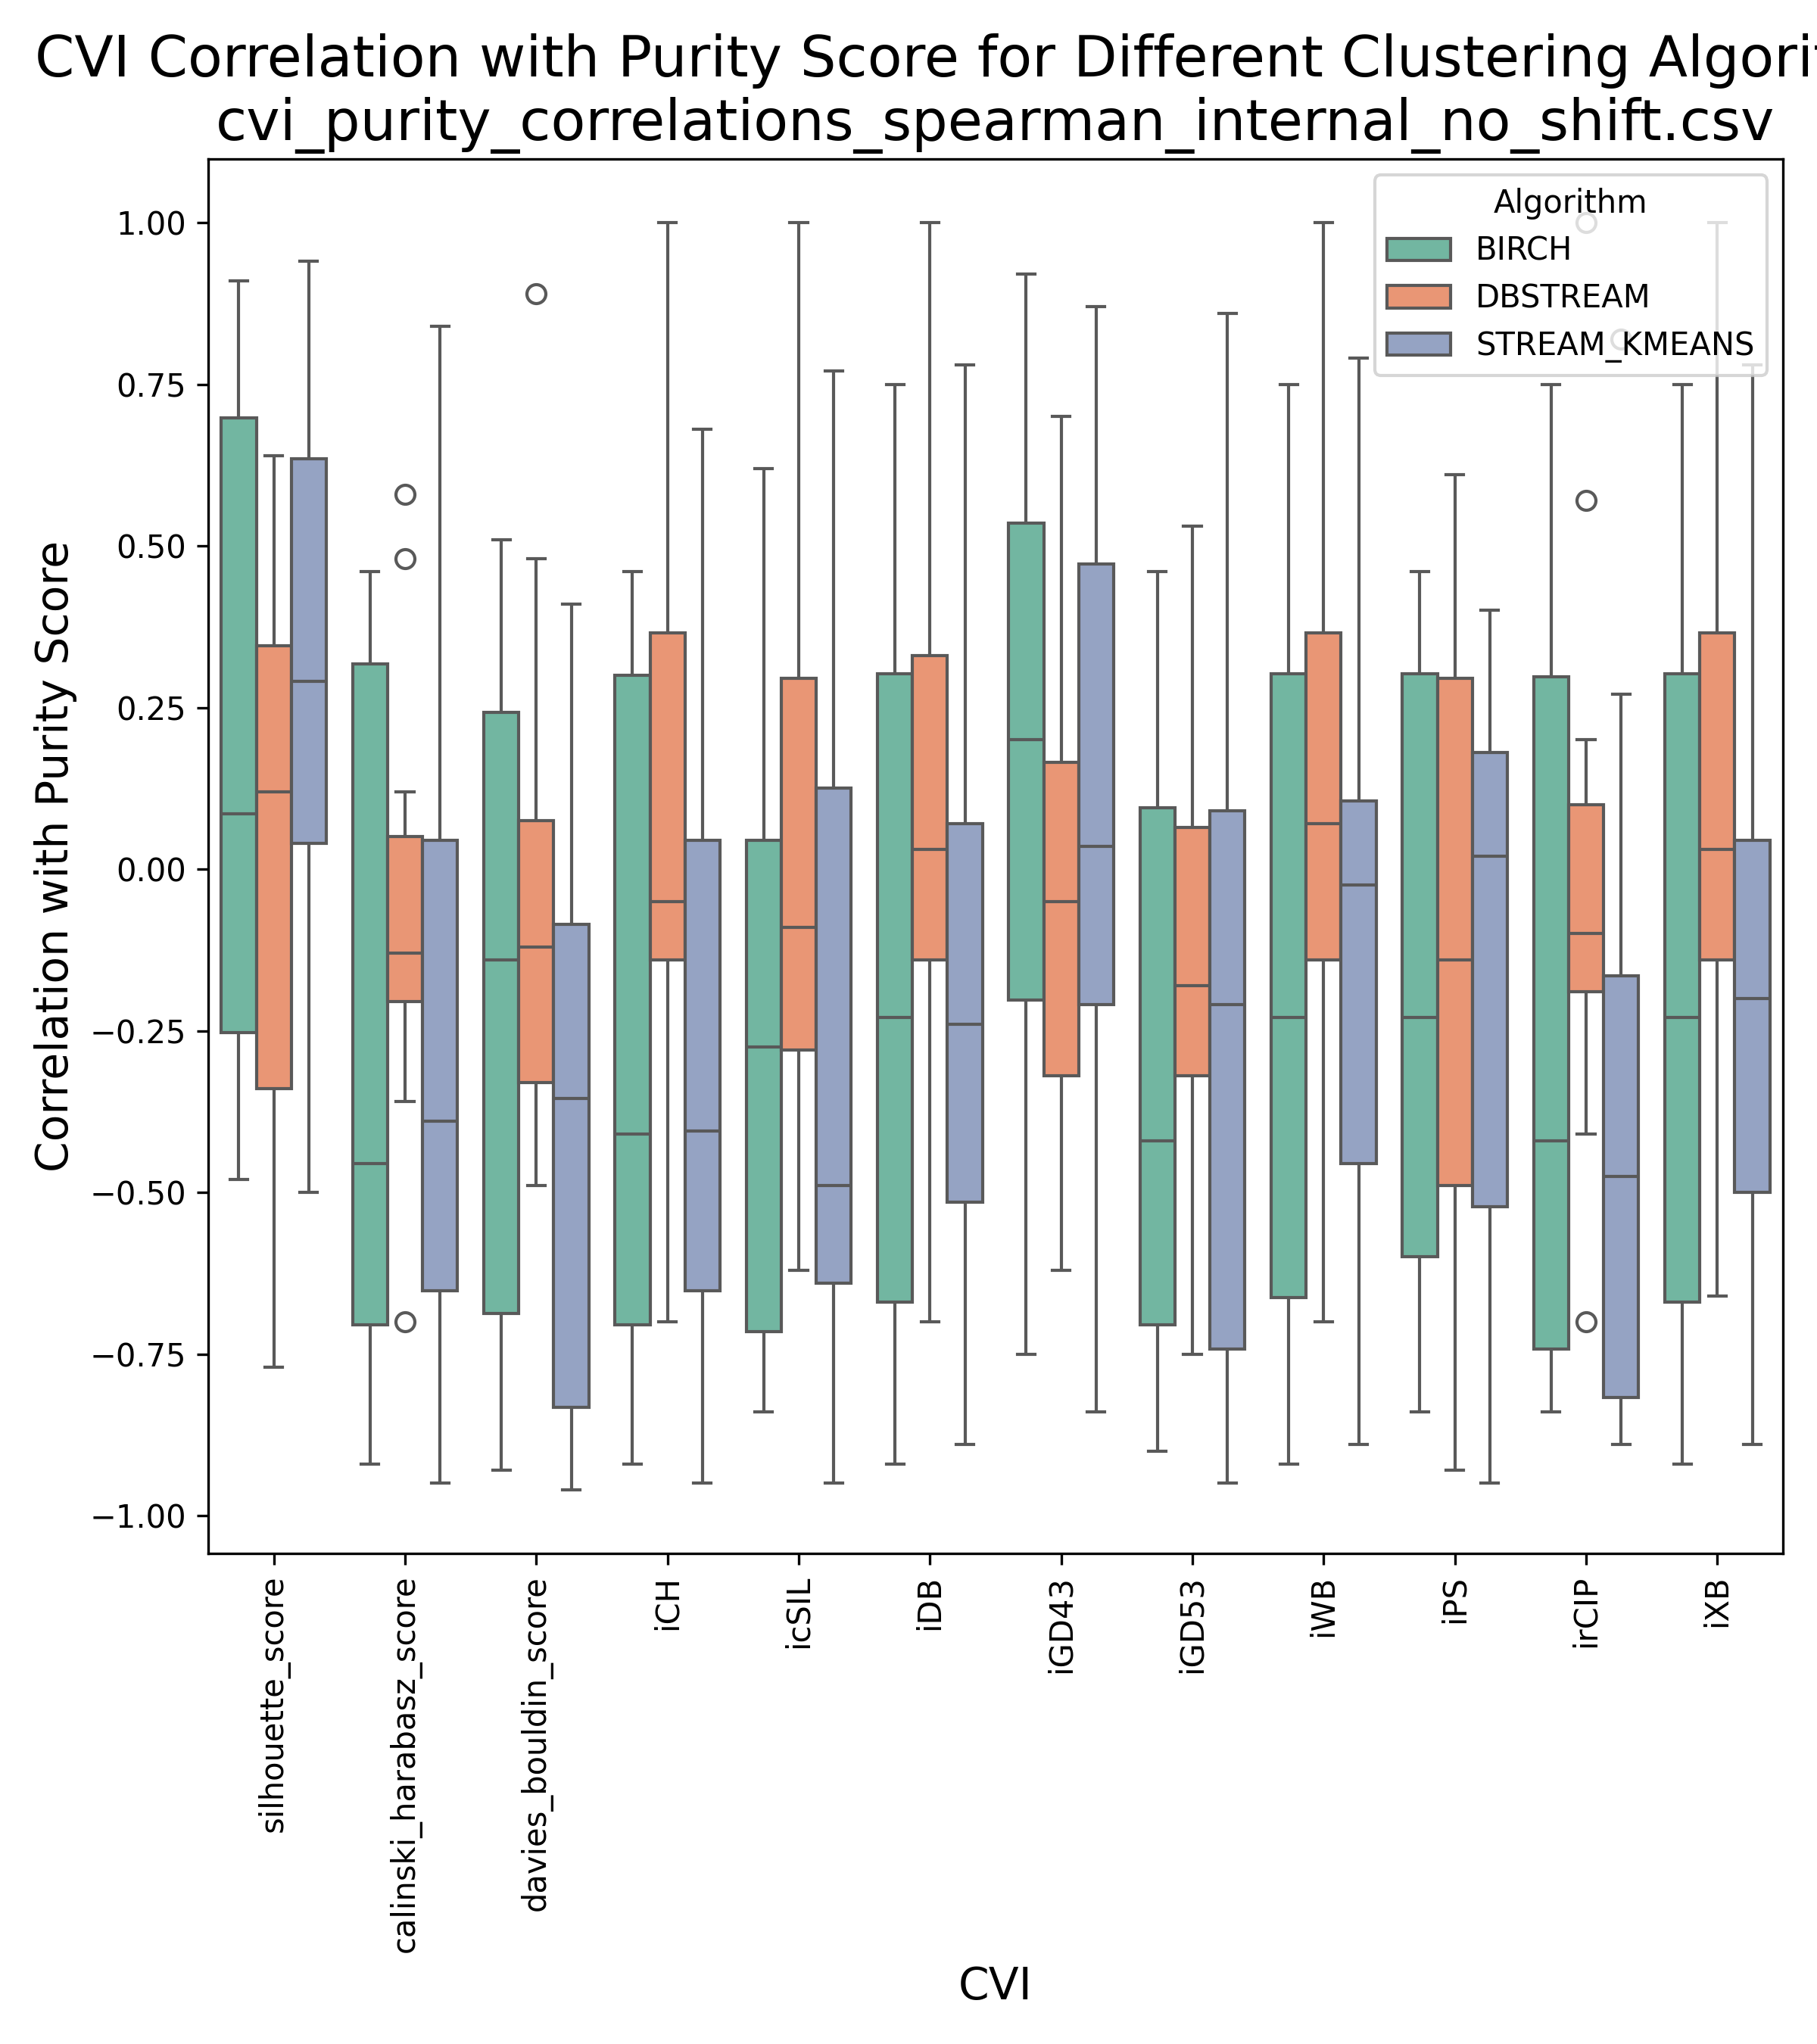 CVI Correlation with Purity Score for Different Clustering Algori
cvi_purity_correlations_spearman_internal_no_shift.csv
Algorithm
BIRCH
DBSTREAM
STREAM_KMEANS
Correlation with Purity Score
1.00
0.75
0.50
0.25
0.00
−0.25
−0.50
−0.75
−1.00
silhouette_score
calinski_harabasz_score
davies_bouldin_score
iCH
icSIL
iDB
iGD43
iGD53
iWB
iPS
irCIP
iXB
CVI